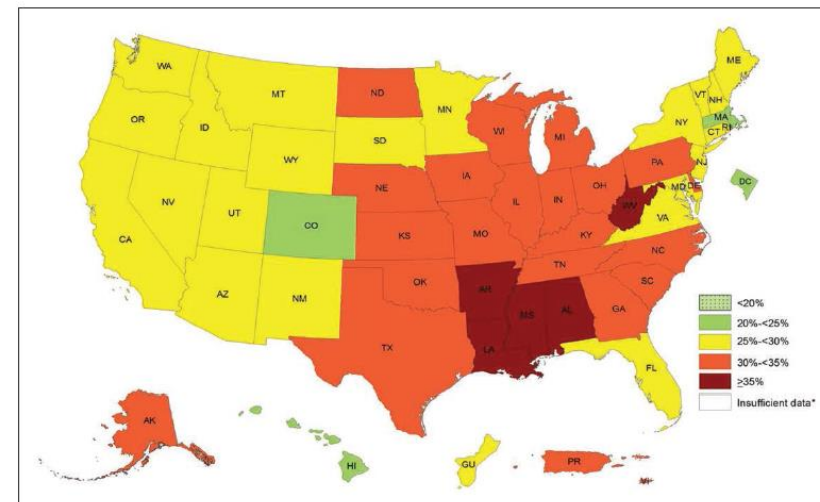 WA
ME
MT
ND
VT
NH
MN
OR
ID
WI
MI
NY
MA
RI
CT
SD
WY
PA
NJ
IA
NE
OH
MD
DE
DC
NV
IL
IN
WV
VA
UT
CO
CA
KS
MO
KY
NC
TN
OK
SC
AZ
NM
AR
MS
AL
GA
TX
LA
FL
<20%
20%-<25%
25%-<30%
30%-<35%
≥35%
Insufficient data*
AK
HI
GU
PR
VI